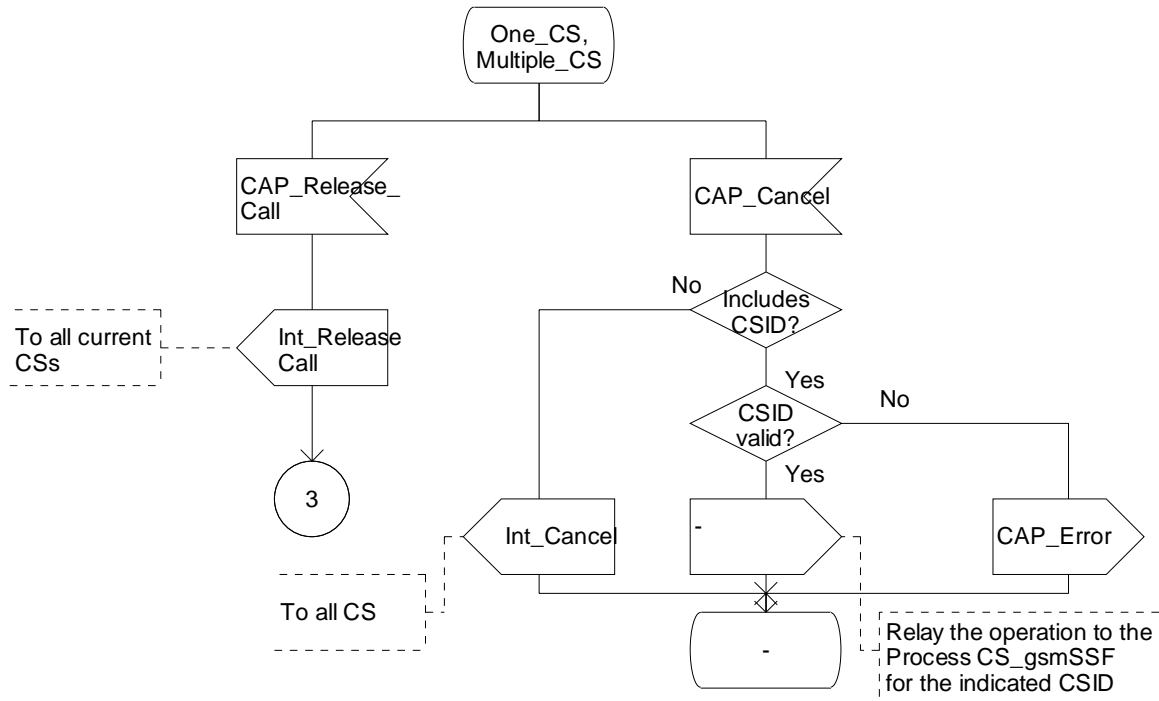 One_CS,
Multiple_CS
CAP_Release_
Call
CAP_Cancel
No
Includes
CSID?
To all current
CSs
Int_Release
Call
Yes
CSID
valid?
No
Yes
3
Int_Cancel
-
CAP_Error
To all CS
-
Relay the operation to the
Process CS_gsmSSF
for the indicated CSID